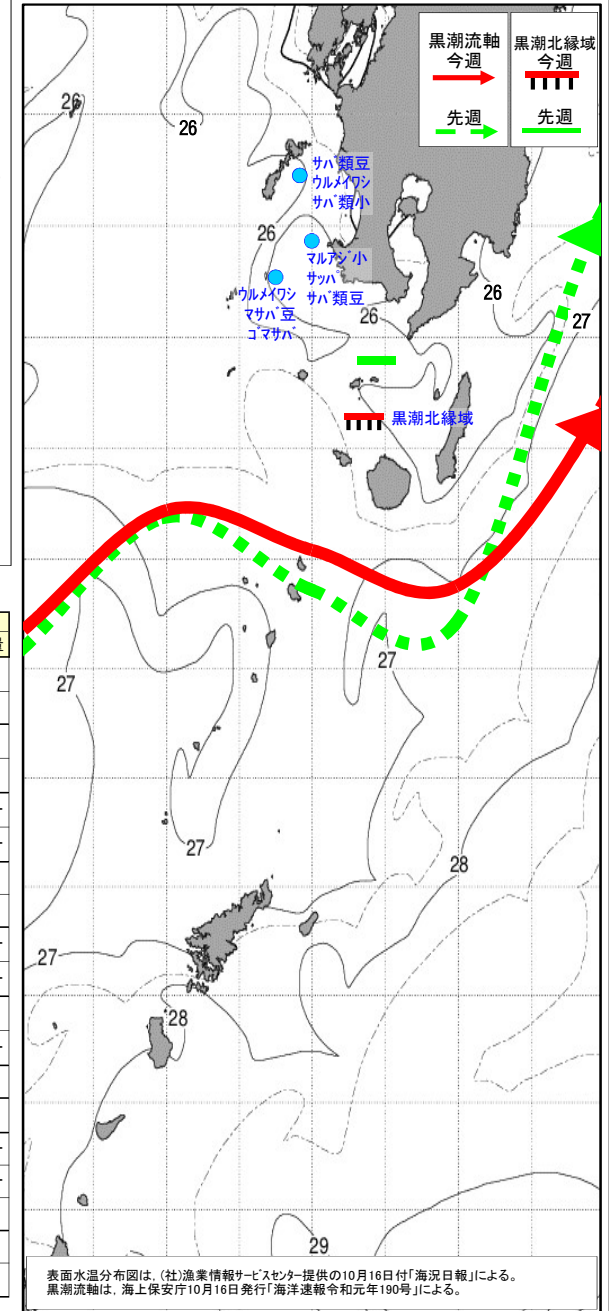 黒潮流軸
今週
先週
黒潮北縁域
今週
先週
26
26
サバ類豆
ウルメイワシ
サバ類小
26
マルアジ小
サッパ
サバ類豆
ウルメイワシ
マサバ豆
ゴマサバ
26
26
27
黒潮北縁域
27
27
27
28
27
28
29
表面水温分布図は、(社)漁業情報サービスセンター提供の10月16日付「海況日報」による。
黒潮流軸は、海上保安庁10月16日発行「海洋速報令和元年190号」による。